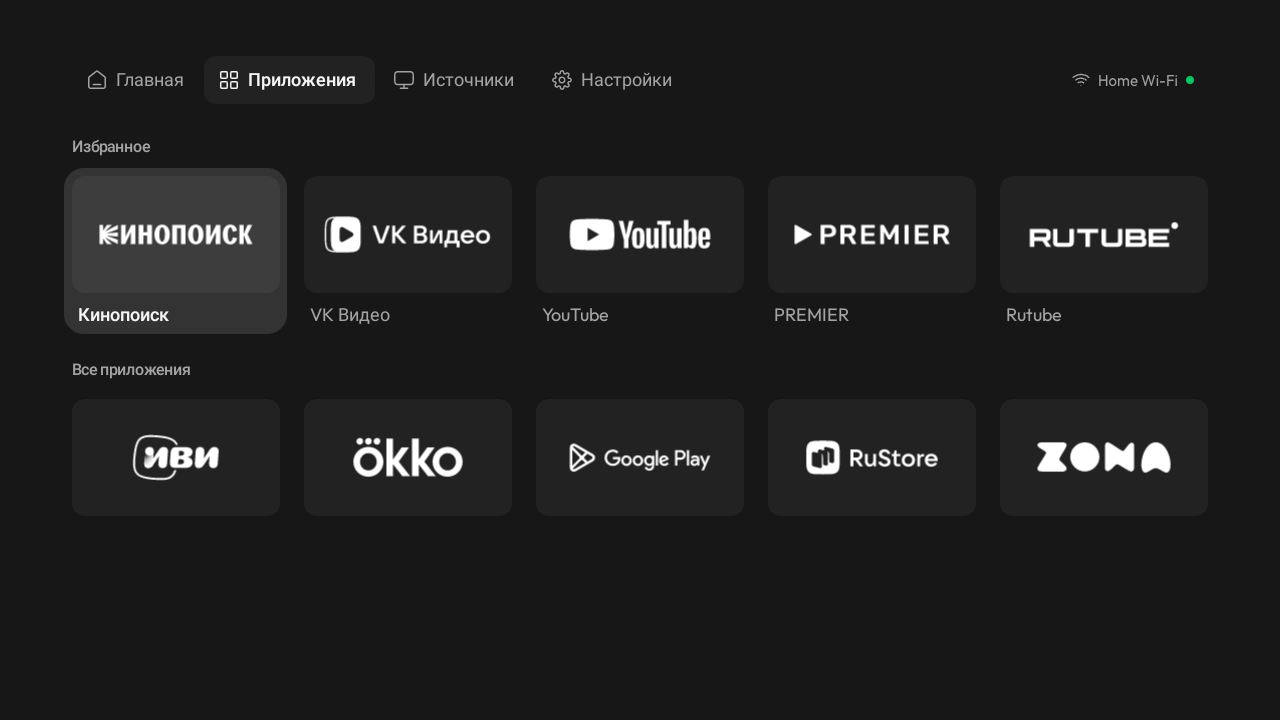 Главная
Приложения
Источники
Настройки
Home Wi-Fi
Избранное
КИНОПОИСК
VK Видео
YouTube
PREMIER
RUTUBE
Кинопоиск
VK Видео
YouTube
PREMIER
Rutube
Все приложения
иви
ökko
Google Play
RuStore
ZONA